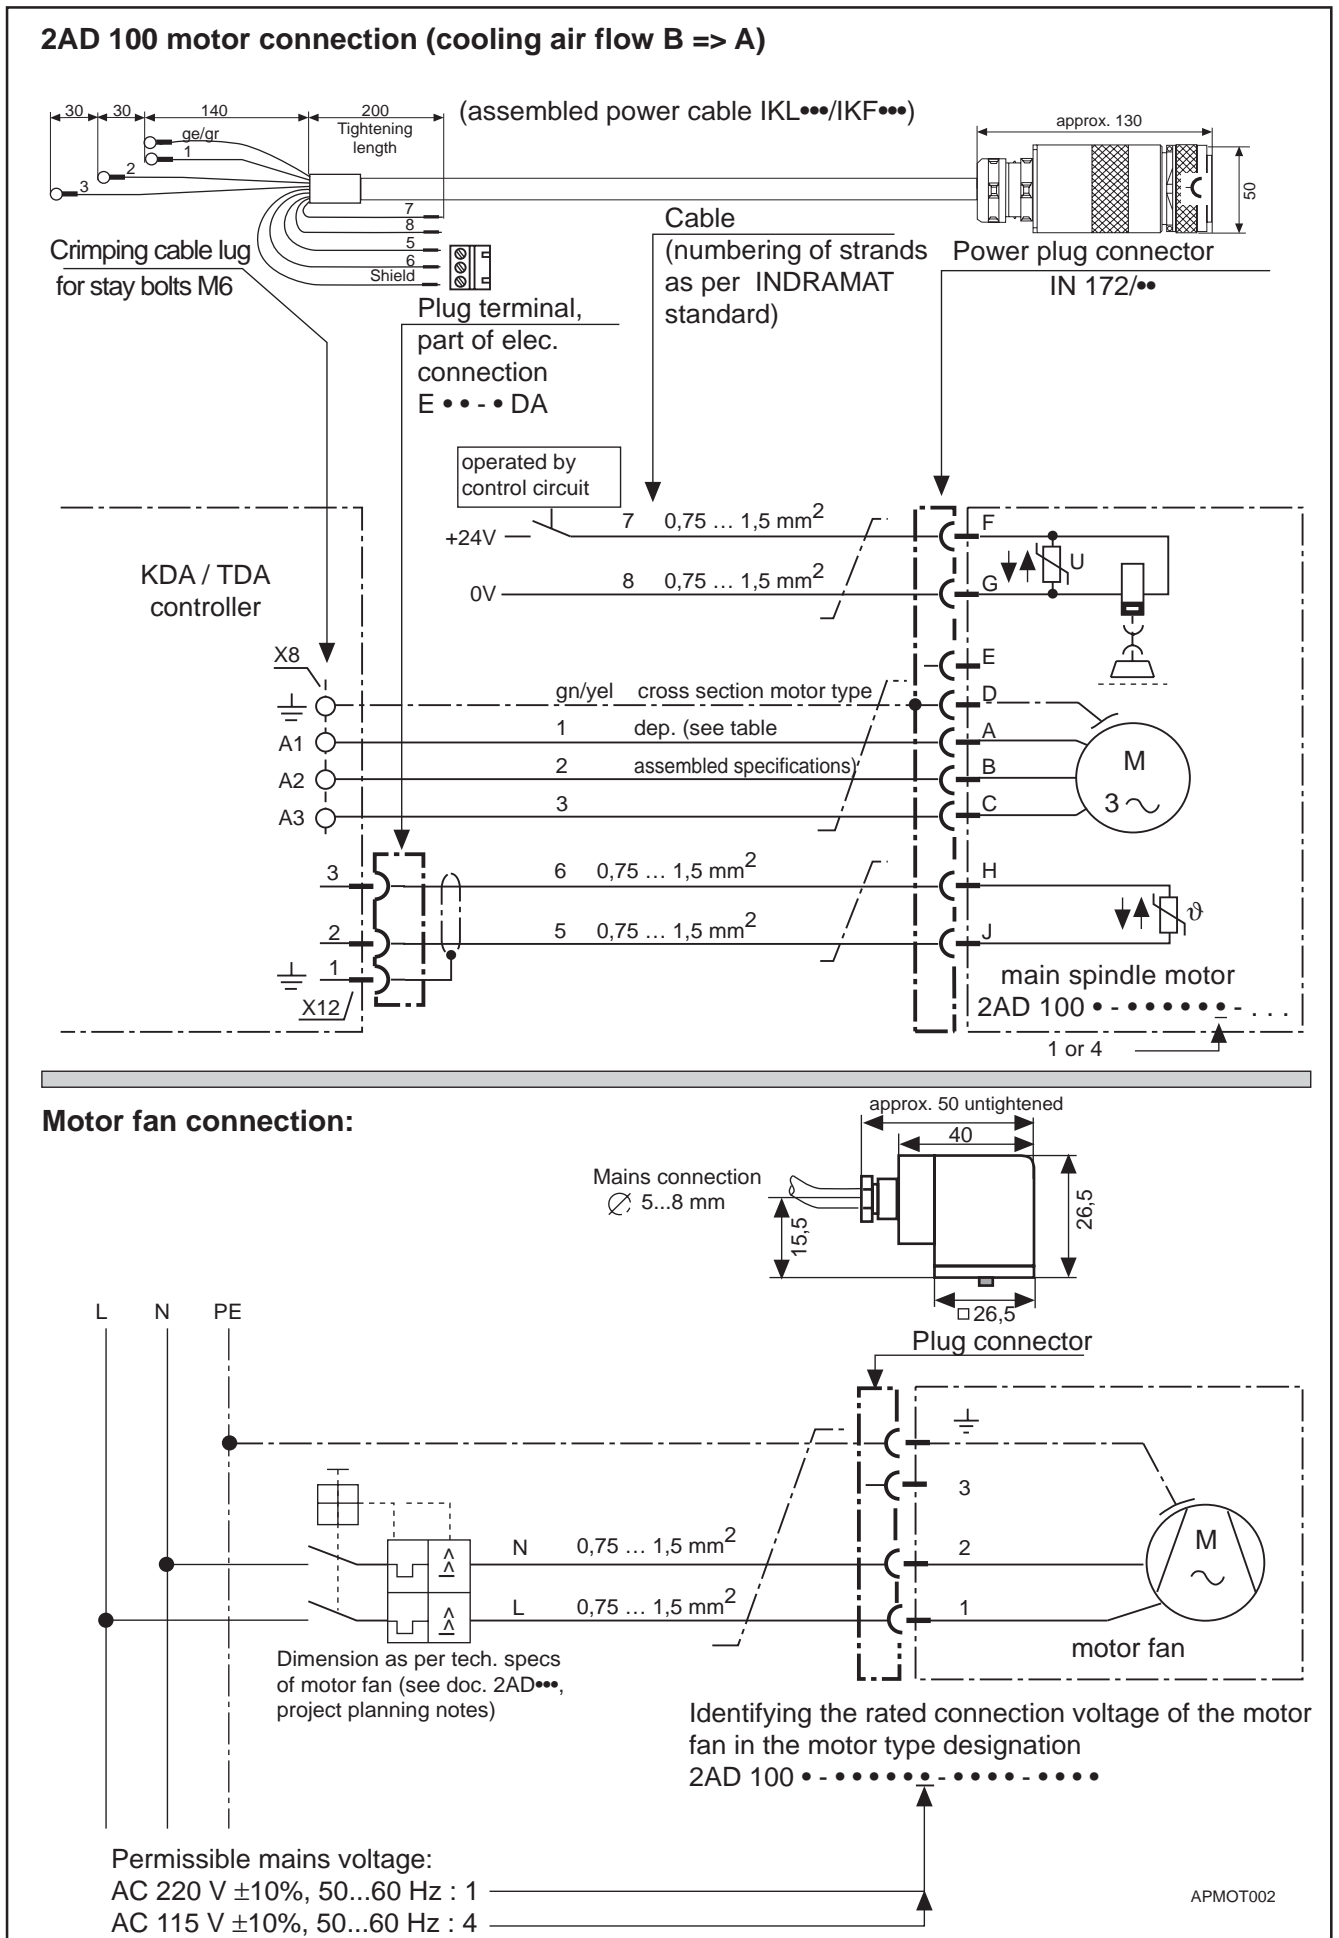 2AD 100 motor connection (cooling air flow B => A)
(assembled power cable IKL•••/IKF•••)
30
30
140
200
Tightening
length
approx. 130
50
ge/gr
1
2
3
7
8
5
6
Shield
Crimping cable lug
for stay bolts M6
Plug terminal,
part of elec.
connection
E • • - • DA
Cable
(numbering of strands
as per INDRAMAT
standard)
Power plug connector
IN 172/••
operated by
control circuit
+24V
7 0,75 … 1,5 mm2
F
U
0V
8 0,75 … 1,5 mm2
G
KDA / TDA
controller
E
X8
gn/yel cross section motor type
D
A1
1 dep. (see table
A
A2
2 assembled specifications)
B
A3
3
C
M
3
3
6 0,75 … 1,5 mm2
H
ϑ
2
5 0,75 … 1,5 mm2
J
1
X12
main spindle motor
2AD 100 • - • • • • • • - . . .
1 or 4
Motor fan connection:
approx. 50 untightened
40
Mains connection
5...8 mm
15,5
26,5
□ 26,5
Plug connector
L N PE
3
N 0,75 … 1,5 mm2
2
M
L 0,75 … 1,5 mm2
1
motor fan
Dimension as per tech. specs
of motor fan (see doc. 2AD•••,
project planning notes)
Identifying the rated connection voltage of the motor
fan in the motor type designation
2AD 100 • - • • • • • • - • • • • - • • • •
Permissible mains voltage:
AC 220 V ±10%, 50...60 Hz : 1
AC 115 V ±10%, 50...60 Hz : 4
APMOT002